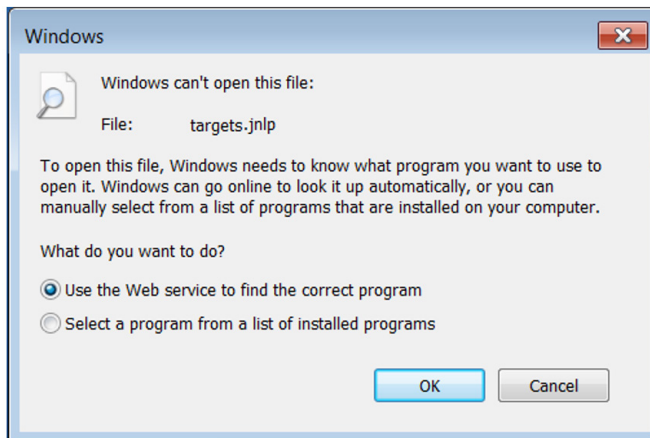 Windows
Windows can't open this file:
File: targets.jnlp
To open this file, Windows needs to know what program you want to use to
open it. Windows can go online to look it up automatically, or you can
manually select from a list of programs that are installed on your computer.
What do you want to do?
Use the Web service to find the correct program
Select a program from a list of installed programs
OK Cancel